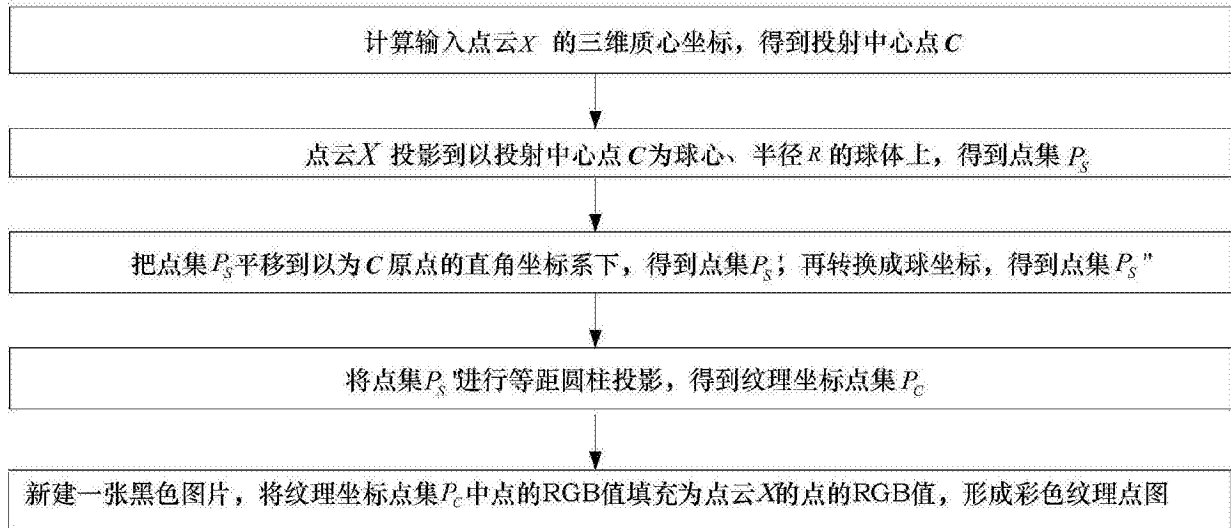 计算输入点云X 的三维质心坐标，得到投射中心点C
点云X 投影到以投射中心点C为球心、半径R的球体上，得到点集P_S
把点集P_S平移到以为C原点的直角坐标系下，得到点集P_S'；再转换成球坐标，得到点集P_S"
将点集P_S"进行等距圆柱投影，得到纹理坐标点集P_C
新建一张黑色图片，将纹理坐标点集P_C中点的RGB值填充为点云X的点的RGB值，形成彩色纹理点图